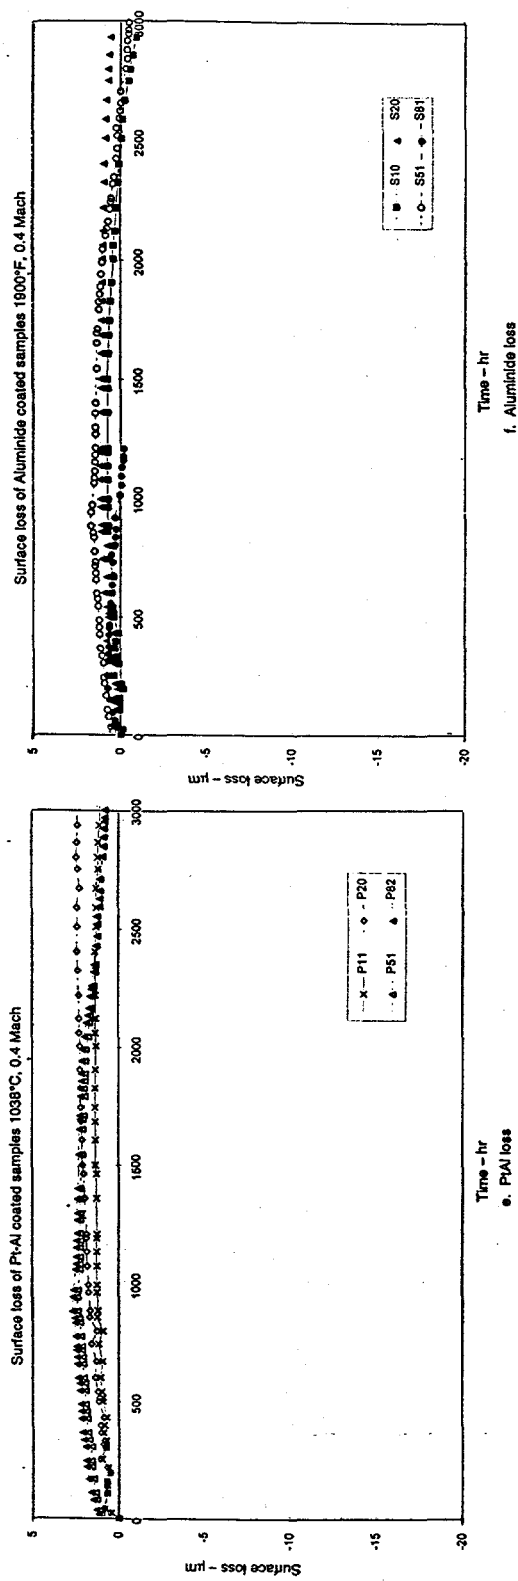 Surface loss of Pt-Al coated samples 1038°C, 0.4 Mach
5
0
-5
-10
-15
-20
Surface loss – μm
0
500
1000
1500
2000
2500
3000
P11
P20
P51
P82
Time – hr
e. PtAl loss
Surface loss of Aluminide coated samples 1900°F, 0.4 Mach
5
0
-5
-10
-15
-20
Surface loss – μm
0
500
1000
1500
2000
2500
S10
S20
S51
S81
Time – hr
f. Aluminide loss